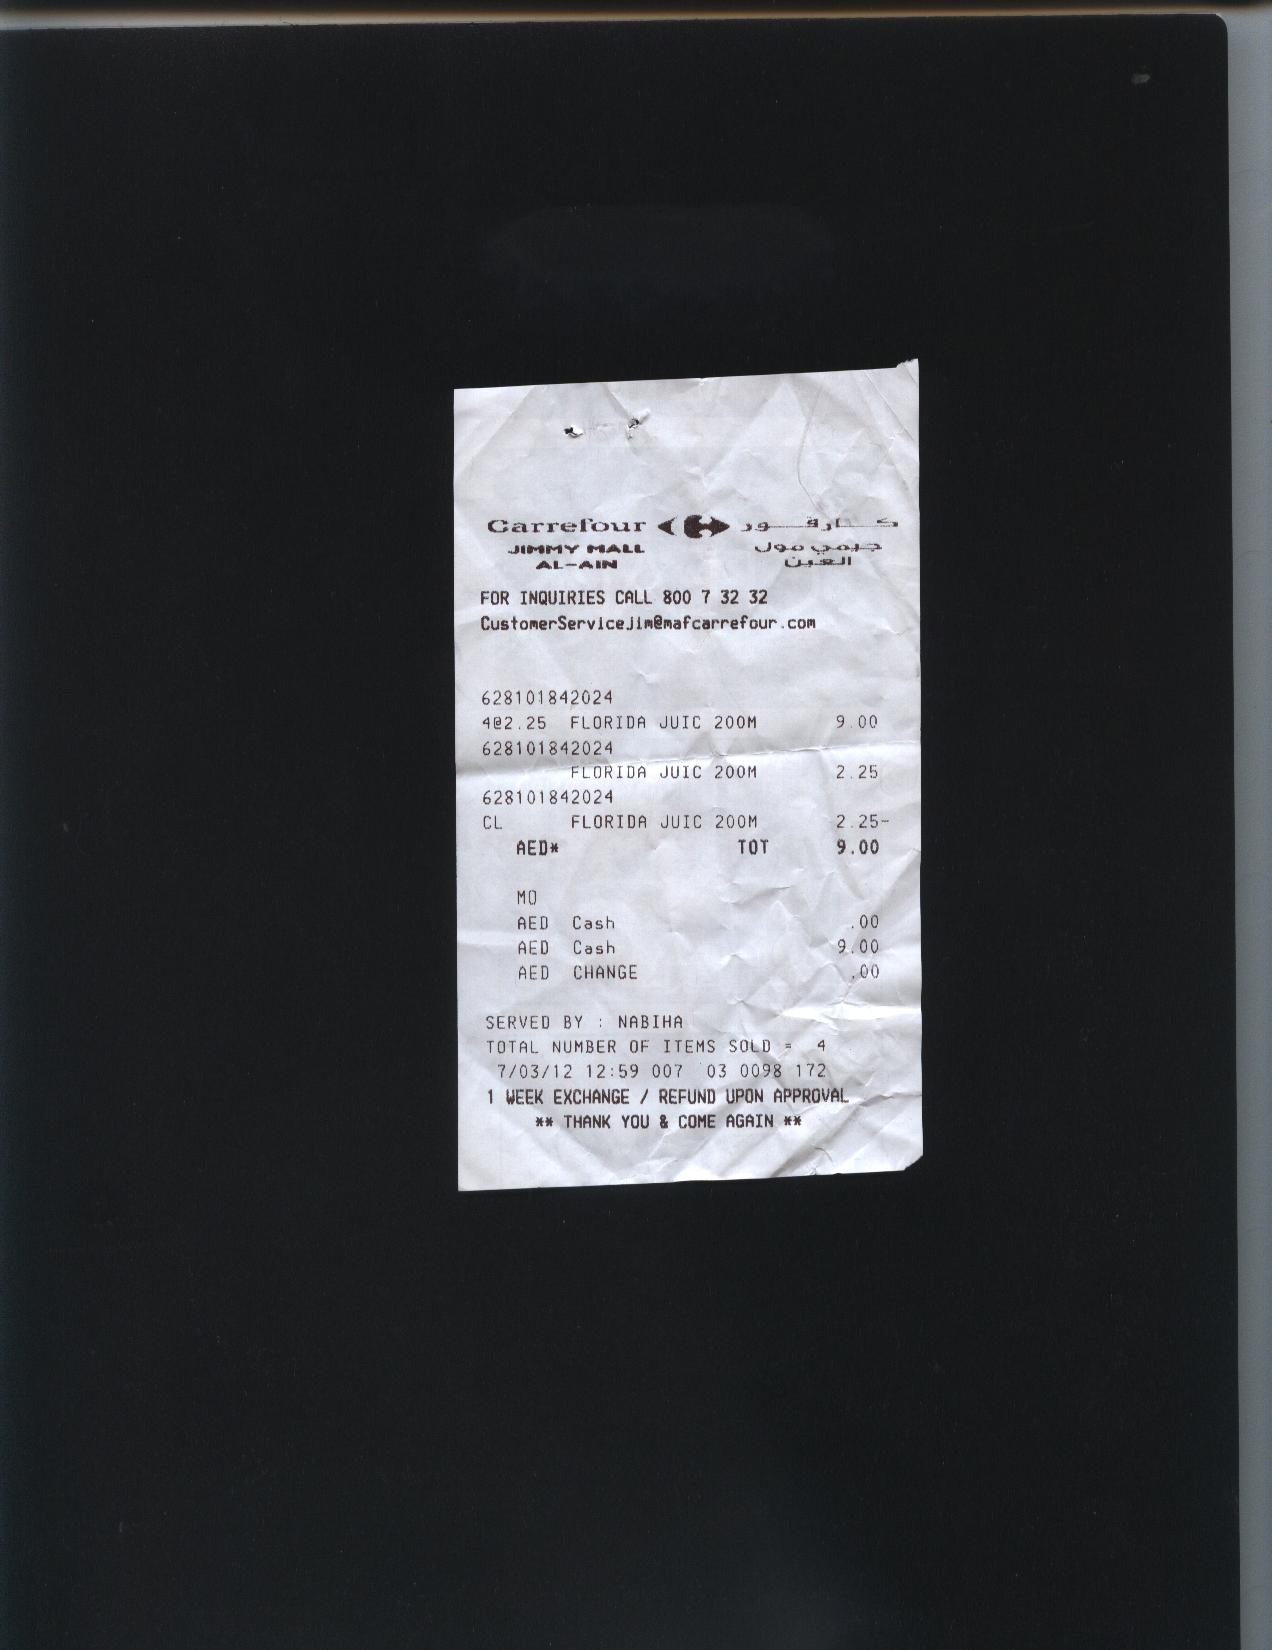 Carrefour كارفور
JIMMY MALL جيمي مول
AL-AIN العين
FOR INQUIRIES CALL 800 7 32 32
CustomerServiceJim@mafcarrefour.com
628101842024
4@2.25 FLORIDA JUIC 200M 9.00
628101842024
FLORIDA JUIC 200M 2.25
628101842024
CL FLORIDA JUIC 200M 2.25-
AED* TOT 9.00
MO
AED Cash .00
AED Cash 9.00
AED CHANGE .00
SERVED BY : NABIHA
TOTAL NUMBER OF ITEMS SOLD = 4
7/03/12 12:59 007 03 0098 172
1 WEEK EXCHANGE / REFUND UPON APPROVAL
** THANK YOU & COME AGAIN **